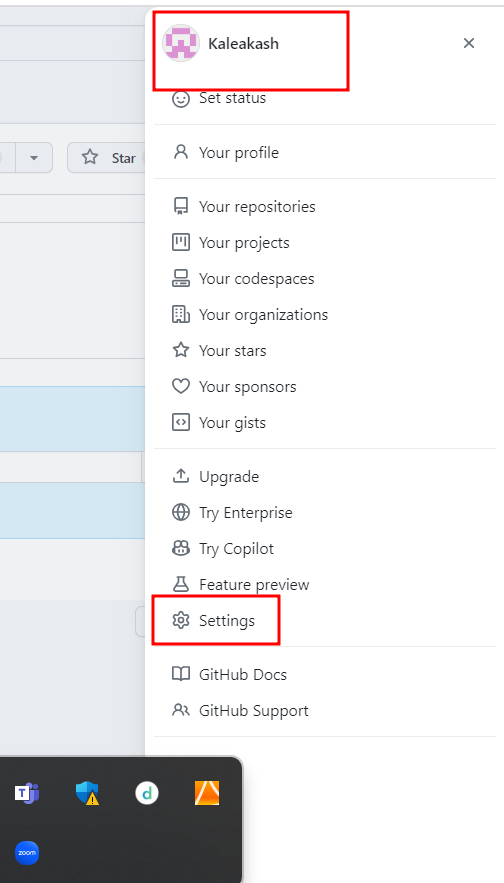 Kaleakash
Set status
Star
Your profile
Your repositories
Your projects
Your codespaces
Your organizations
Your stars
Your sponsors
Your gists
Upgrade
Try Enterprise
Try Copilot
Feature preview
Settings
GitHub Docs
GitHub Support
T
d
zoom